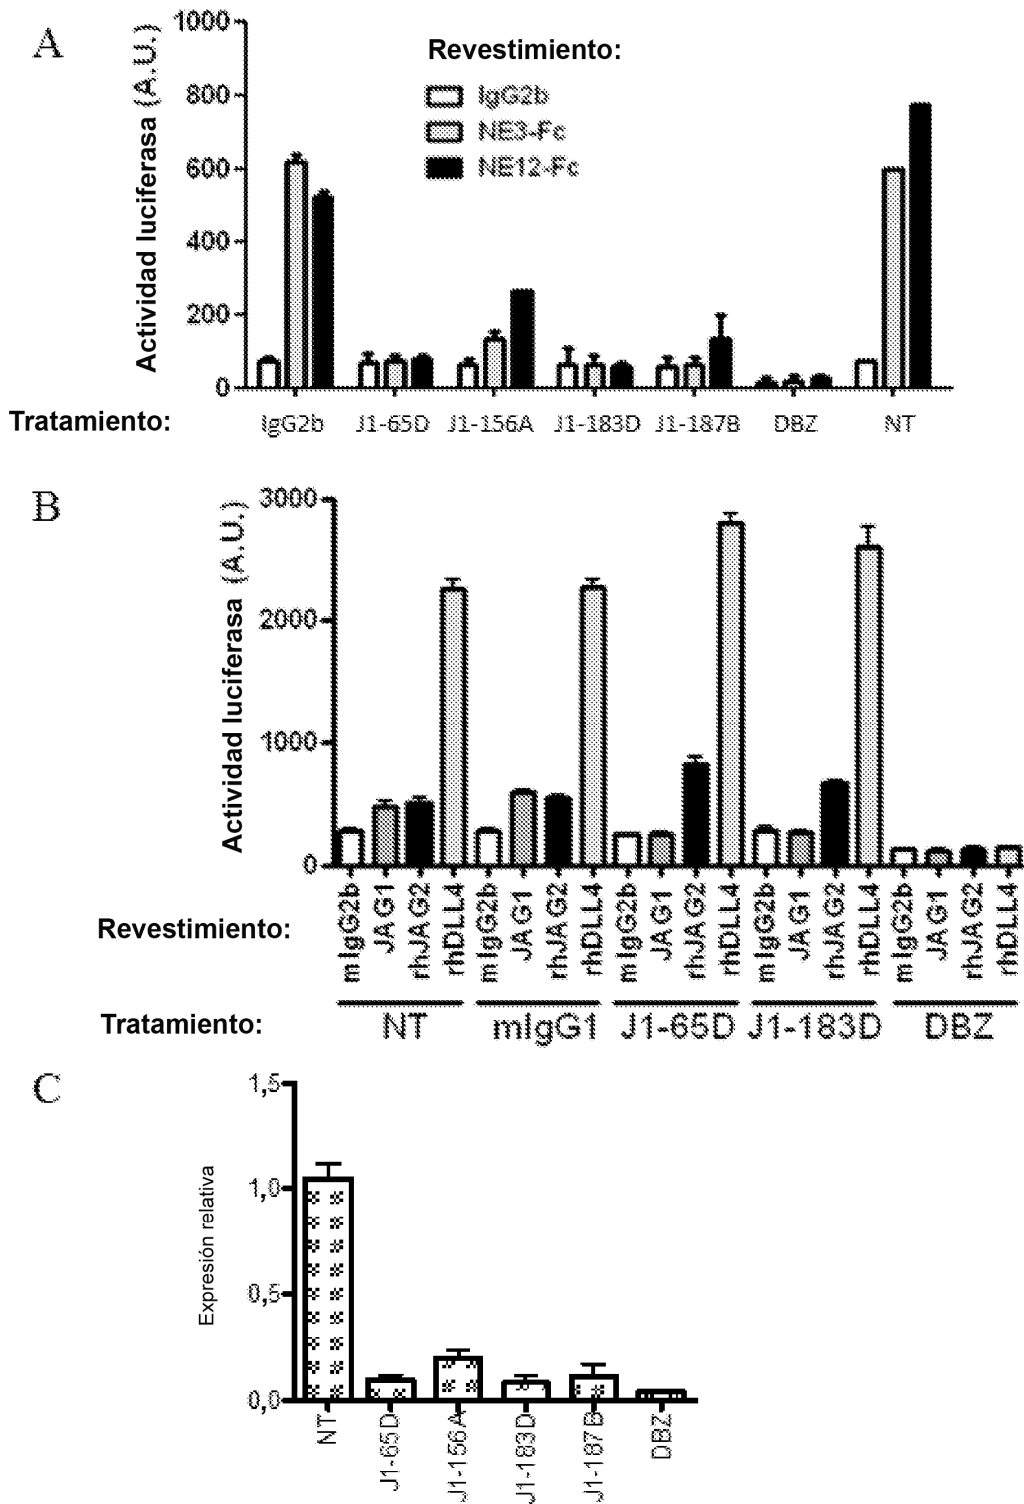 A
Actividad luciferasa (A.U.)
1000
800
600
400
200
0
Revestimiento:
IgG2b
NE3-Fc
NE12-Fc
Tratamiento:
IgG2b J1-65D J1-156A J1-183D J1-187B DBZ NT
B
Actividad luciferasa (A.U.)
3000
2000
1000
0
Revestimiento:
mIgG2b JAG1 rhJAG2 rhDLL4 mIgG2b JAG1 rhJAG2 rhDLL4 mIgG2b JAG1 rhJAG2 rhDLL4 mIgG2b JAG1 rhJAG2 rhDLL4 mIgG2b JAG1 rhJAG2 rhDLL4
Tratamiento:
NT mIgG1 J1-65D J1-183D DBZ
C
Expresión relativa
1,5
1,0
0,5
0,0
NT J1-65D J1-156A J1-183D J1-187B DBZ